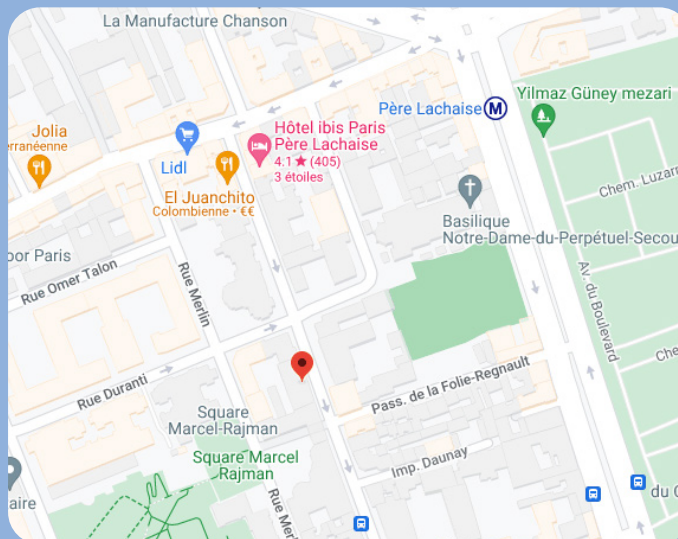 La Manufacture Chanson
Yilmaz Güney mezari
Père Lachaise
M
Jolia
erranéenne
Lidl
Hôtel ibis Paris
Père Lachaise
4.1 ★ (405)
3 étoiles
El Juanchito
Colombienne • €€
Chem. Luzarr
Basilique
Notre-Dame-du-Perpétuel-Secou
oor Paris
Rue Omer Talon
Rue Merlin
Av. du Boulevard
Che
Rue Duranti
Pass. de la Folie-Regnault
Square
Marcel-Rajman
Square Marcel
Rajman
Imp. Daunay
Che
aire
Rue Mer
du C